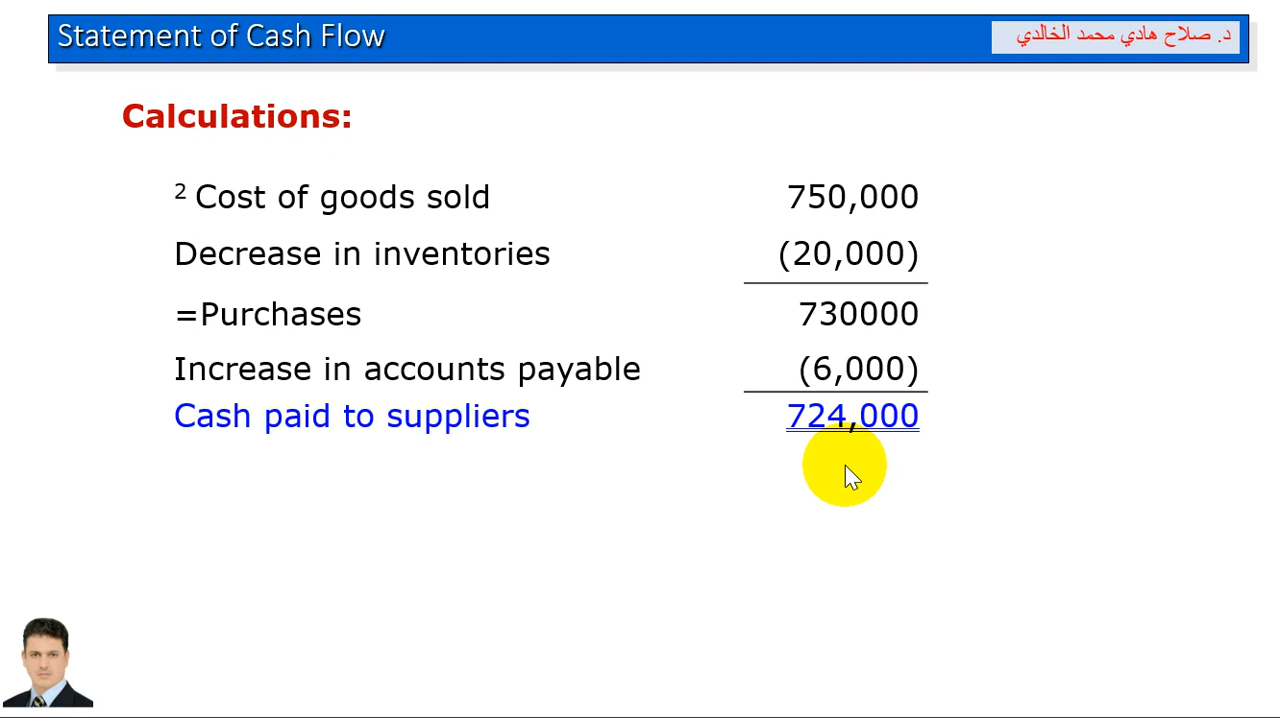 Statement of Cash Flow
د. صلاح هادي محمد الخالدي
Calculations:
2 Cost of goods sold 750,000
Decrease in inventories (20,000)
=Purchases 730000
Increase in accounts payable (6,000)
Cash paid to suppliers 724,000